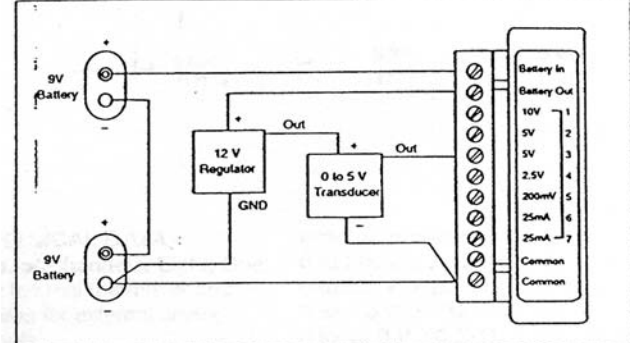 +
9V
Battery
−
+
9V
Battery
+
12 V
Regulator
Out
GND
+
0 to 5 V
Transducer
−
Out
Battery In
Battery Out
10V 1
5V 2
5V 3
2.5V 4
200mV 5
25mA 6
25mA 7
Common
Common